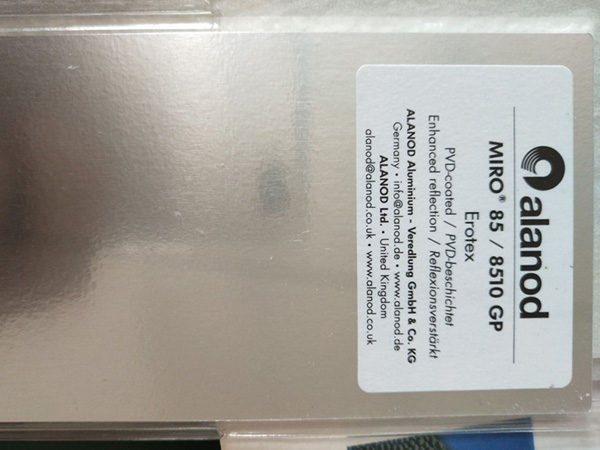 alanod
MIRO® 85 / 8510 GP
Erotex
PVD-coated / PVD-beschichtet
Enhanced reflection / Reflexionsverstärkt
ALANOD Aluminium - Veredlung GmbH & Co. KG
Germany • info@alanod.de • www.alanod.de
ALANOD Ltd. • United Kingdom
alanod@alanod.co.uk • www.alanod.co.uk